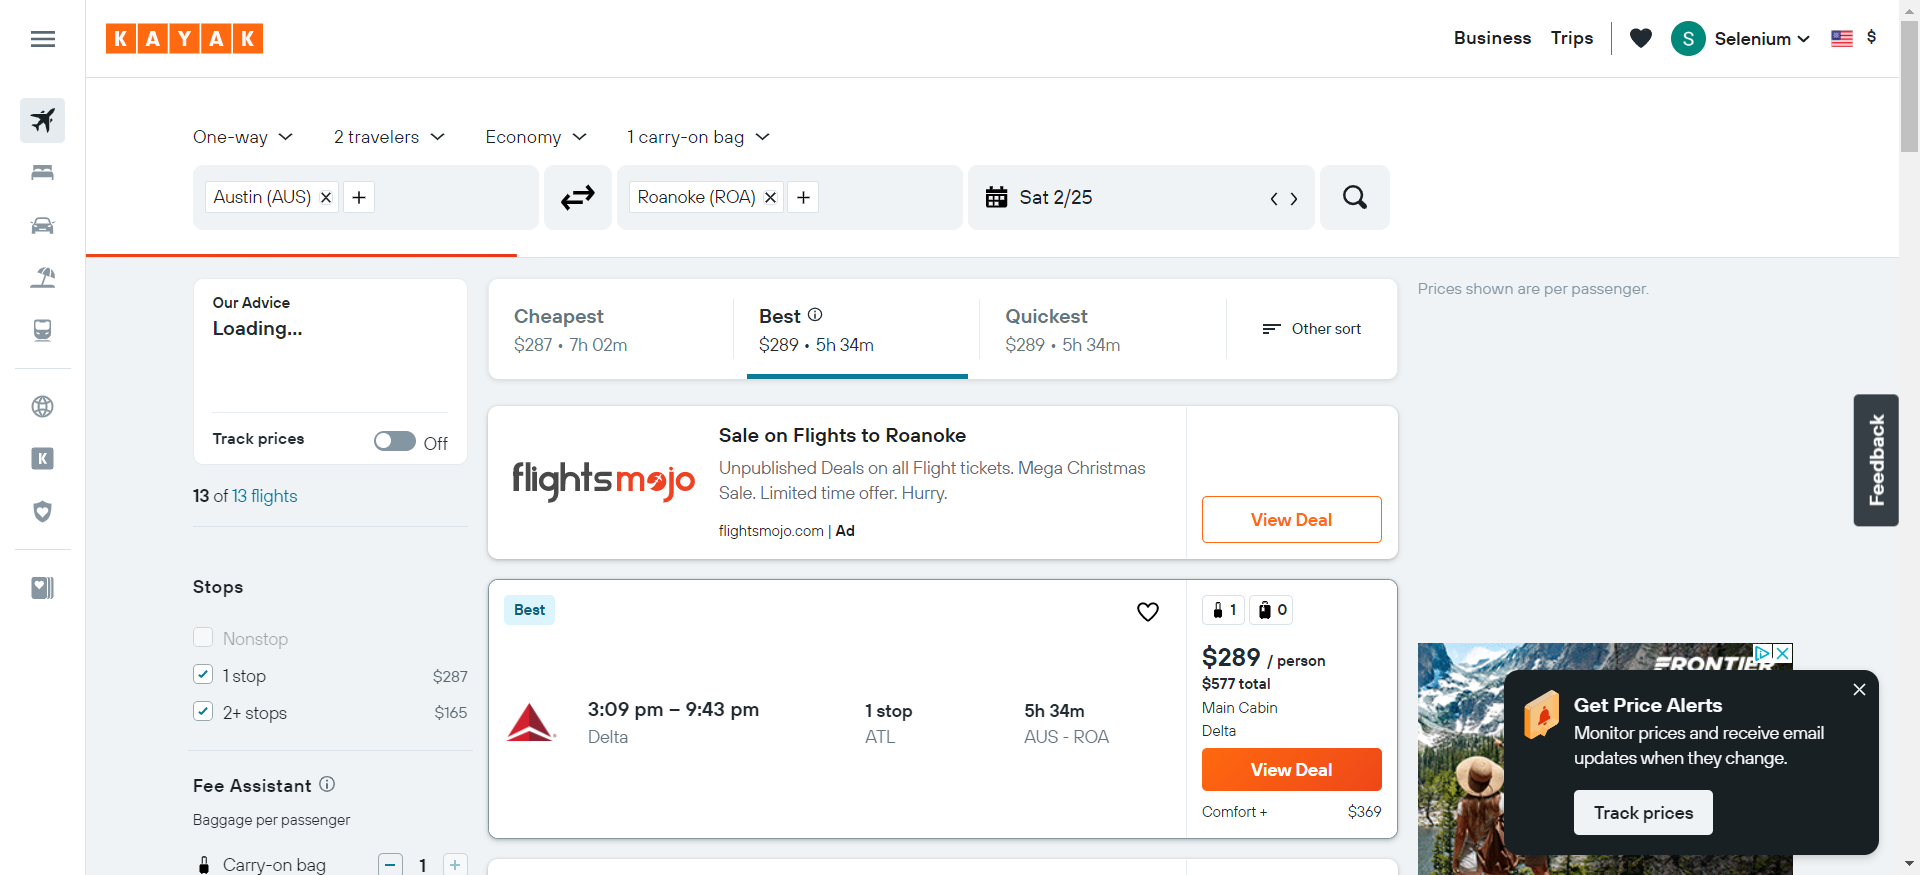 KAYAK
Business
Trips
S
Selenium
$
One-way
2 travelers
Economy
1 carry-on bag
Austin (AUS)
Roanoke (ROA)
Sat 2/25
Our Advice
Loading...
Track prices
Off
13 of 13 flights
Stops
Nonstop
1 stop
$287
2+ stops
$165
Fee Assistant
Baggage per passenger
Carry-on bag
1
Cheapest
$287 • 7h 02m
Best
$289 • 5h 34m
Quickest
$289 • 5h 34m
Other sort
flightsmojo
Sale on Flights to Roanoke
Unpublished Deals on all Flight tickets. Mega Christmas
Sale. Limited time offer. Hurry.
flightsmojo.com | Ad
View Deal
Best
3:09 pm – 9:43 pm
Delta
1 stop
ATL
5h 34m
AUS - ROA
1
0
$289 / person
$577 total
Main Cabin
Delta
View Deal
Comfort +
$369
Prices shown are per passenger.
Feedback
K
FRONTIER
Get Price Alerts
Monitor prices and receive email
updates when they change.
Track prices